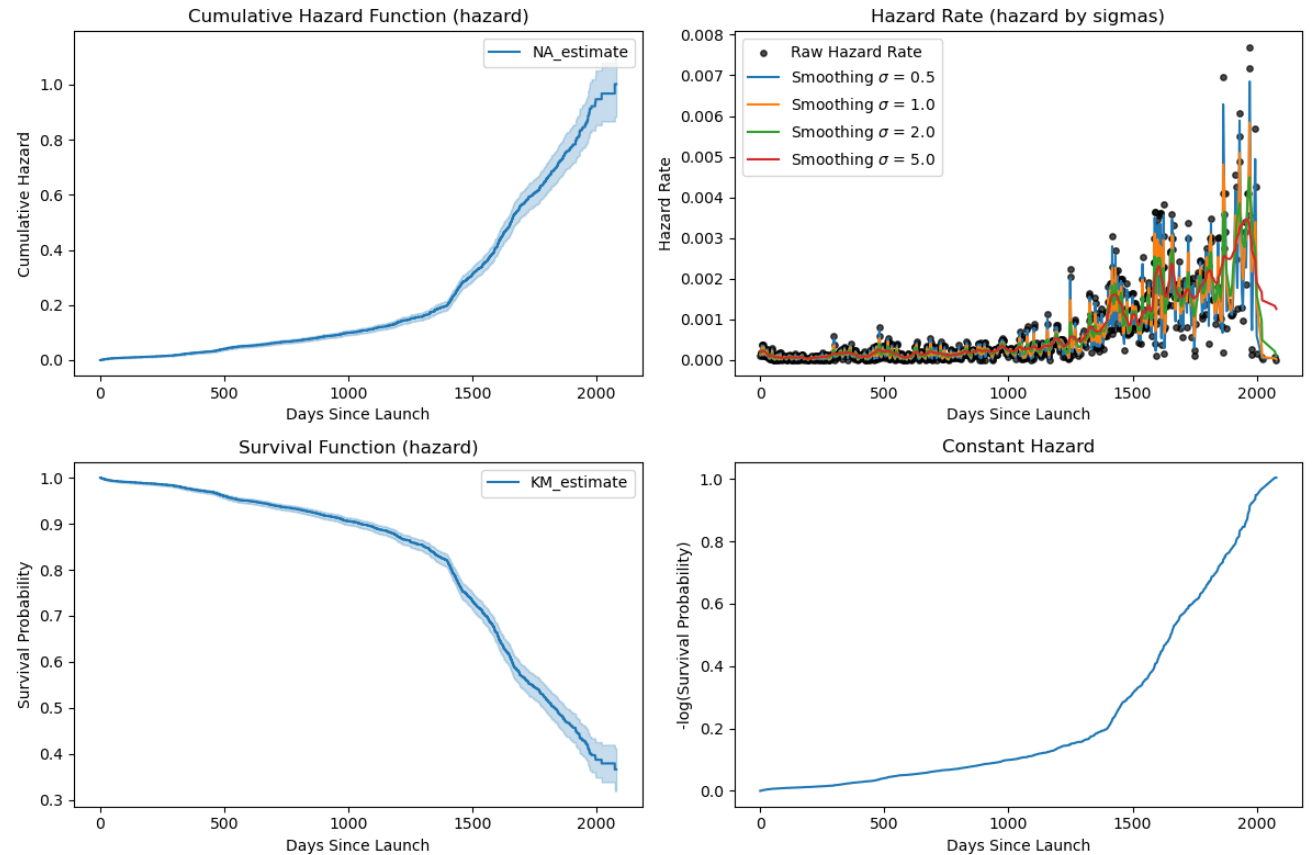 Cumulative Hazard Function (hazard)
NA_estimate
1.0
0.8
0.6
0.4
0.2
0.0
Cumulative Hazard
0
500
1000
1500
2000
Days Since Launch
Hazard Rate (hazard by sigmas)
Raw Hazard Rate
Smoothing σ = 0.5
Smoothing σ = 1.0
Smoothing σ = 2.0
Smoothing σ = 5.0
0.008
0.007
0.006
0.005
0.004
0.003
0.002
0.001
0.000
Hazard Rate
0
500
1000
1500
2000
Days Since Launch
Survival Function (hazard)
KM_estimate
1.0
0.9
0.8
0.7
0.6
0.5
0.4
0.3
Survival Probability
0
500
1000
1500
2000
Days Since Launch
Constant Hazard
1.0
0.8
0.6
0.4
0.2
0.0
-log(Survival Probability)
0
500
1000
1500
2000
Days Since Launch